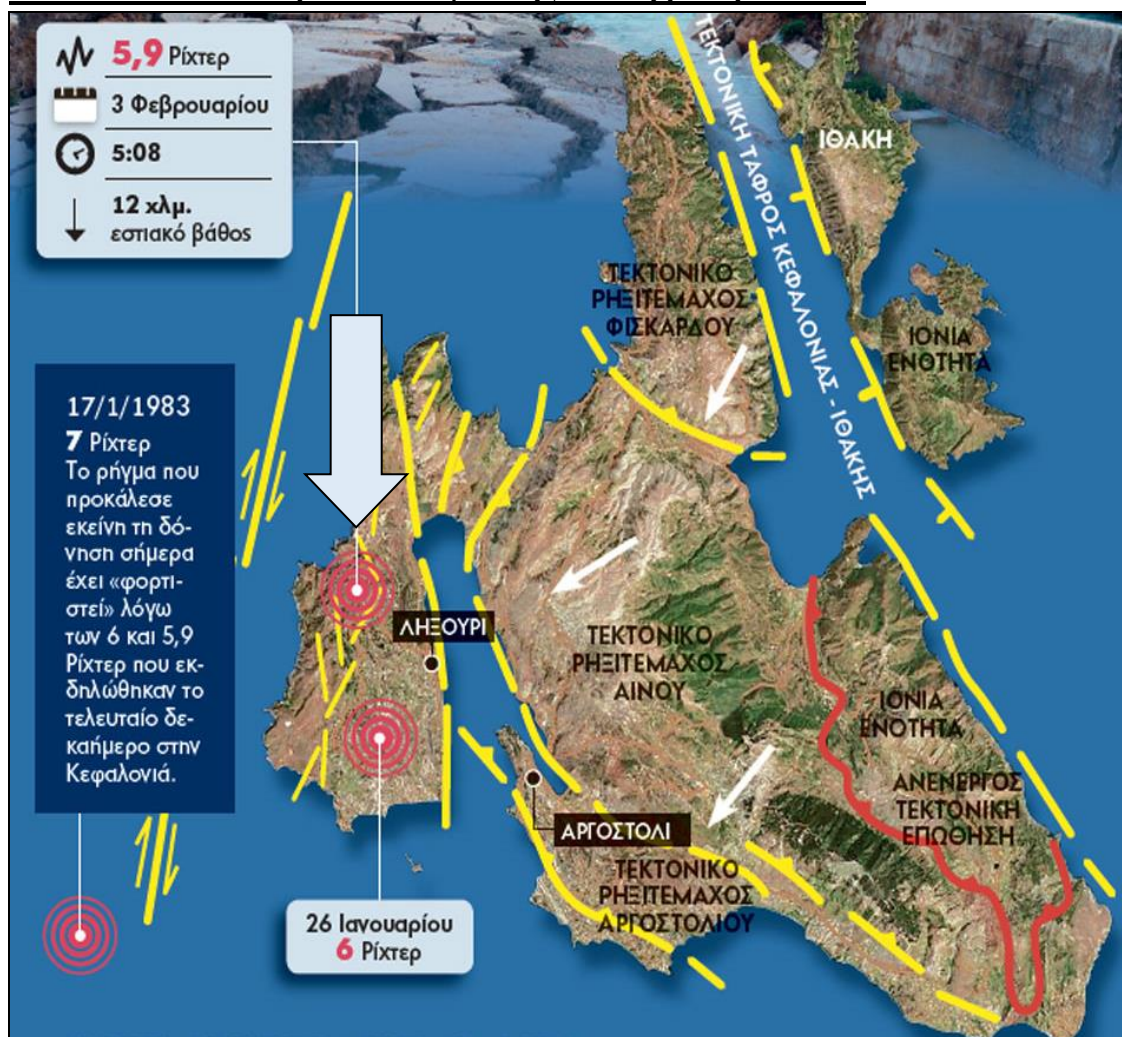 5,9 Ρίχτερ
3 Φεβρουαρίου
5:08
12 χλμ.
εστιακό βάθος
17/1/1983
7 Ρίχτερ
Το ρήγμα που
προκάλεσε
εκείνη τη δό-
νηση σήμερα
έχει «φορτι-
στεί» λόγω
των 6 και 5,9
Ρίχτερ που εκ-
δηλώθηκαν το
τελευταίο δε-
καήμερο στην
Κεφαλονιά.
ΤΕΚΤΟΝΙΚΗ ΤΑΦΡΟΣ ΚΕΦΑΛΟΝΙΑΣ - ΙΘΑΚΗΣ
ΙΘΑΚΗ
ΤΕΚΤΟΝΙΚΟ
ΡΗΞΙΤΕΜΑΧΟΣ
ΦΙΣΚΑΡΔΟΥ
ΙΟΝΙΑ
ΕΝΟΤΗΤΑ
ΛΗΞΟΥΡΙ
ΤΕΚΤΟΝΙΚΟ
ΡΗΞΙΤΕΜΑΧΟΣ
ΑΙΝΟΥ
ΙΟΝΙΑ
ΕΝΟΤΗΤΑ
ΑΝΕΝΕΡΓΟΣ
ΤΕΚΤΟΝΙΚΗ
ΕΠΩΘΗΣΗ
ΑΡΓΟΣΤΟΛΙ
ΤΕΚΤΟΝΙΚΟ
ΡΗΞΙΤΕΜΑΧΟΣ
ΑΡΓΟΣΤΟΛΙΟΥ
26 Ιανουαρίου
6 Ρίχτερ